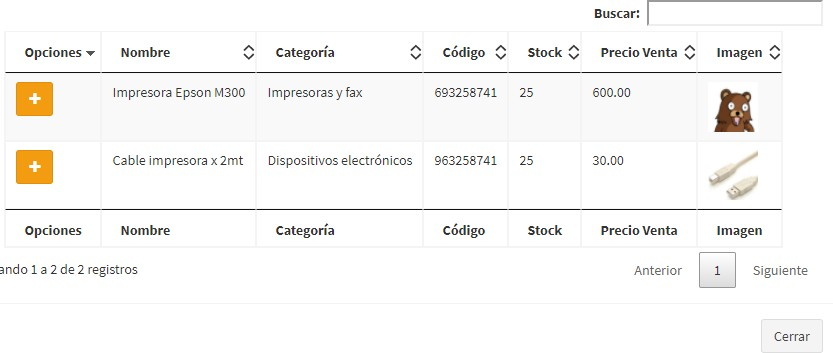 Buscar:
Opciones Nombre Categoría Código Stock Precio Venta Imagen
Impresora Epson M300 Impresoras y fax 693258741 25 600.00
Cable impresora x 2mt Dispositivos electrónicos 963258741 25 30.00
Opciones Nombre Categoría Código Stock Precio Venta Imagen
ando 1 a 2 de 2 registros Anterior 1 Siguiente
Cerrar